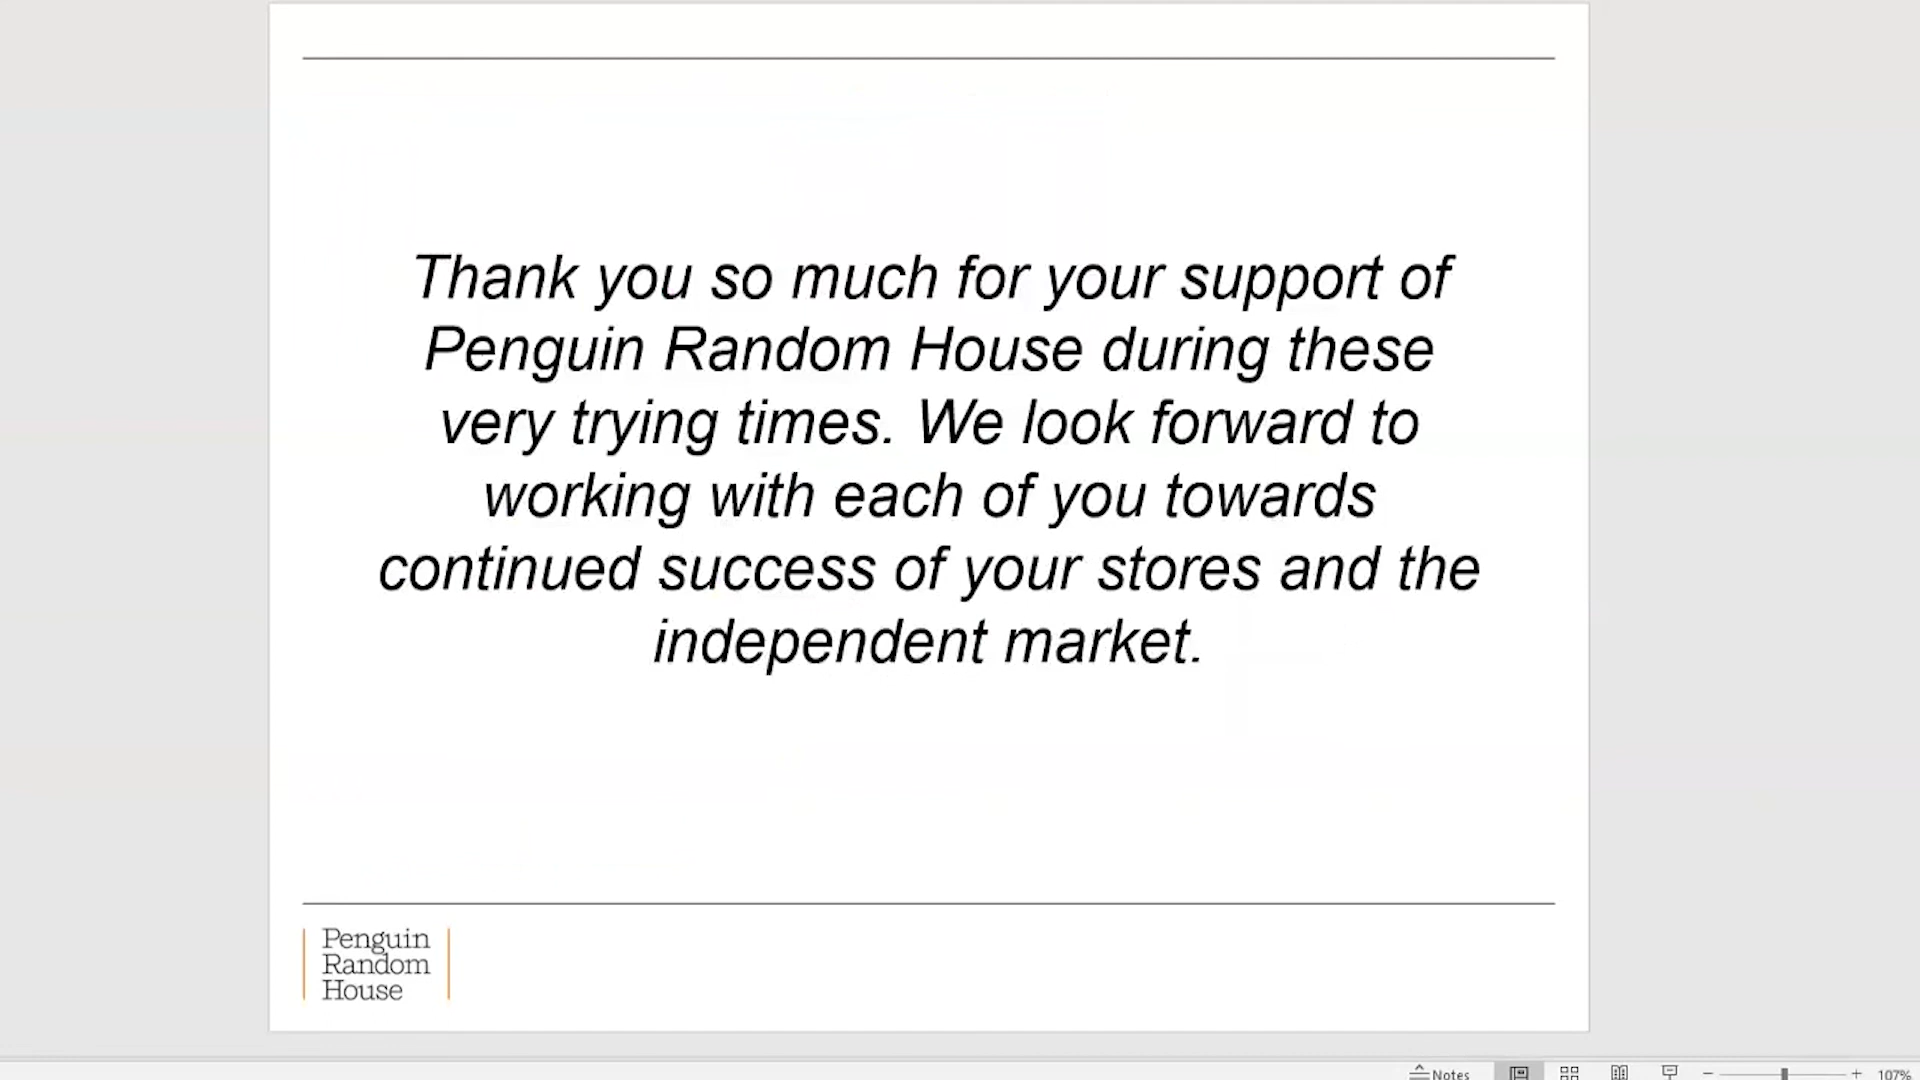 Thank you so much for your support of
Penguin Random House during these
very trying times. We look forward to
working with each of you towards
continued success of your stores and the
independent market.
Penguin
Random
House
Notes
107%